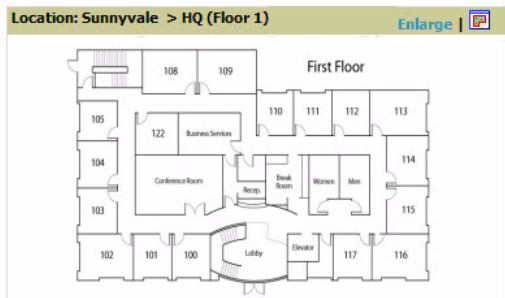 Location: Sunnyvale > HQ (Floor 1)
Enlarge |
First Floor
108 109
110 111 112 113
105
122 Business Services
104
114
Conference Room
Recep.
Break
Room
Women Men
103
115
102 101 100
Lobby
Elevator
117 116